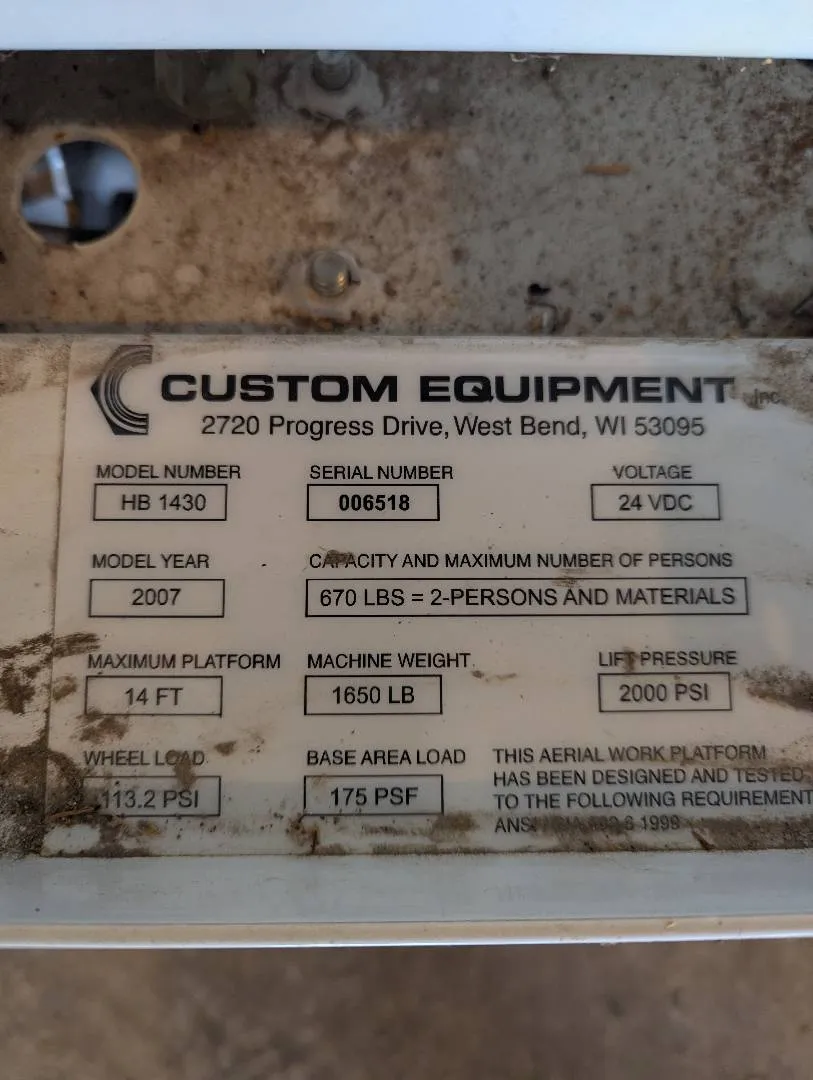 CUSTOM EQUIPMENT inc.
2720 Progress Drive, West Bend, WI 53095
MODEL NUMBER SERIAL NUMBER VOLTAGE
HB 1430 006518 24 VDC
MODEL YEAR CAPACITY AND MAXIMUM NUMBER OF PERSONS
2007 670 LBS = 2-PERSONS AND MATERIALS
MAXIMUM PLATFORM MACHINE WEIGHT LIFT PRESSURE
14 FT 1650 LB 2000 PSI
WHEEL LOAD BASE AREA LOAD
113.2 PSI 175 PSF
THIS AERIAL WORK PLATFORM
HAS BEEN DESIGNED AND TESTED
TO THE FOLLOWING REQUIREMENT
6 1999